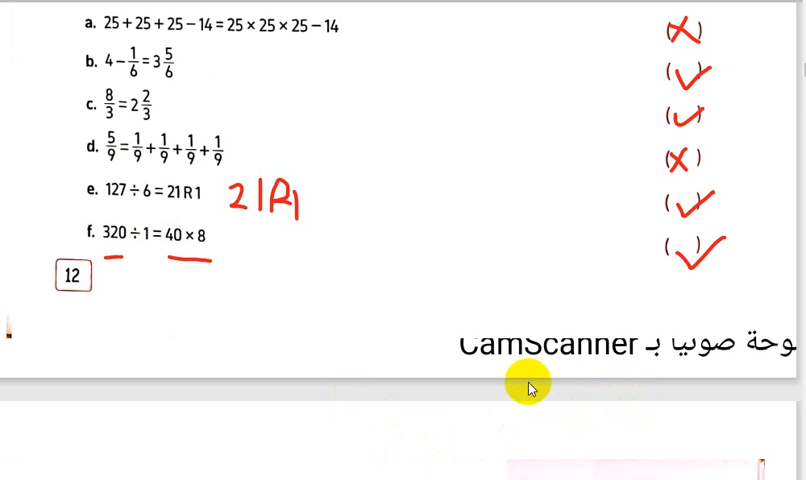 a. 25 + 25 + 25 – 14 = 25 × 25 × 25 – 14 (X)
b. 4 – 1/6 = 3 5/6 (✓)
c. 8/3 = 2 2/3 (✓)
d. 5/9 = 1/9 + 1/9 + 1/9 + 1/9 (X)
e. 127 ÷ 6 = 21 R 1 21R1 (✓)
f. 320 ÷ 1 = 40 × 8 (✓)
12
وحة صوئيا بـ CamScanner